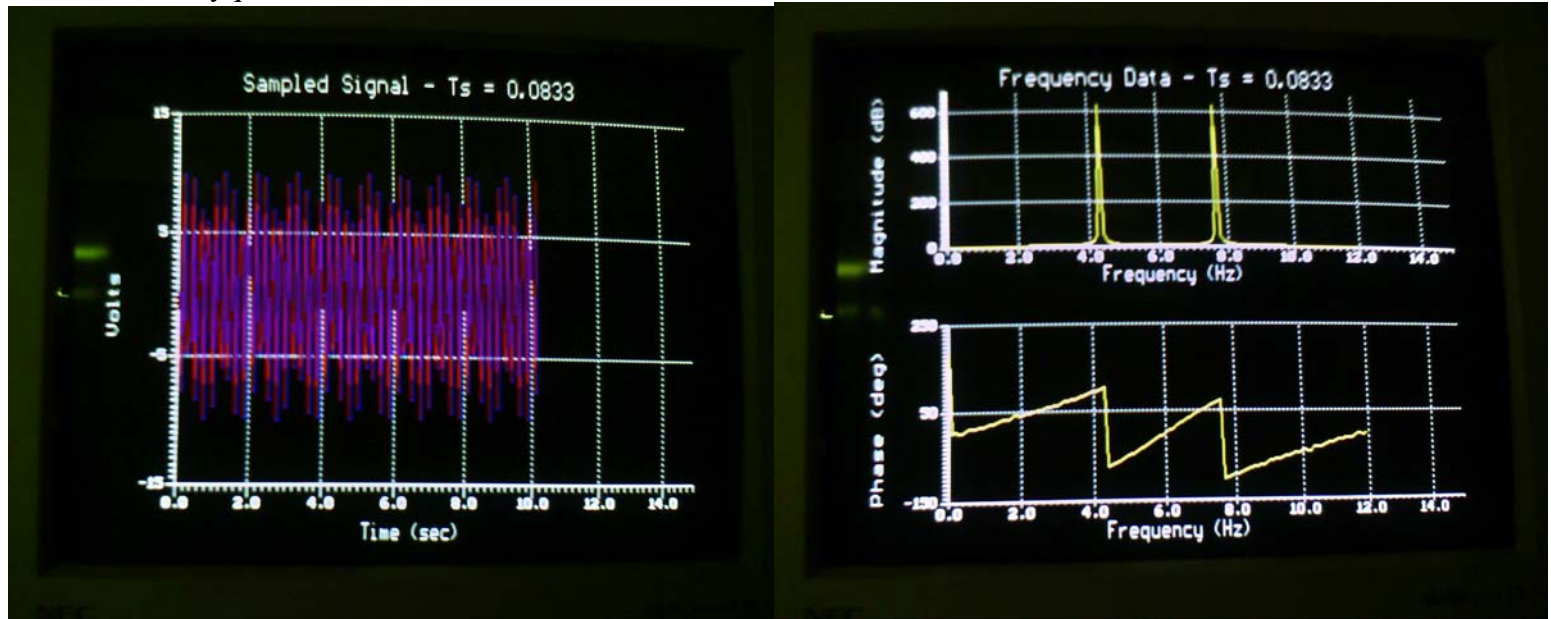 Sampled Signal - Ts = 0.0833
15
5
-5
-15
Volts
0.0 2.0 4.0 6.0 8.0 10.0 12.0 14.0
Time (sec)
Frequency Data - Ts = 0.0833
Magnitude (dB)
600
400
200
0
0.0 2.0 4.0 6.0 8.0 10.0 12.0 14.0
Frequency (Hz)
Phase (deg)
250
50
-150
0.0 2.0 4.0 6.0 8.0 10.0 12.0 14.0
Frequency (Hz)
NEC
NEC